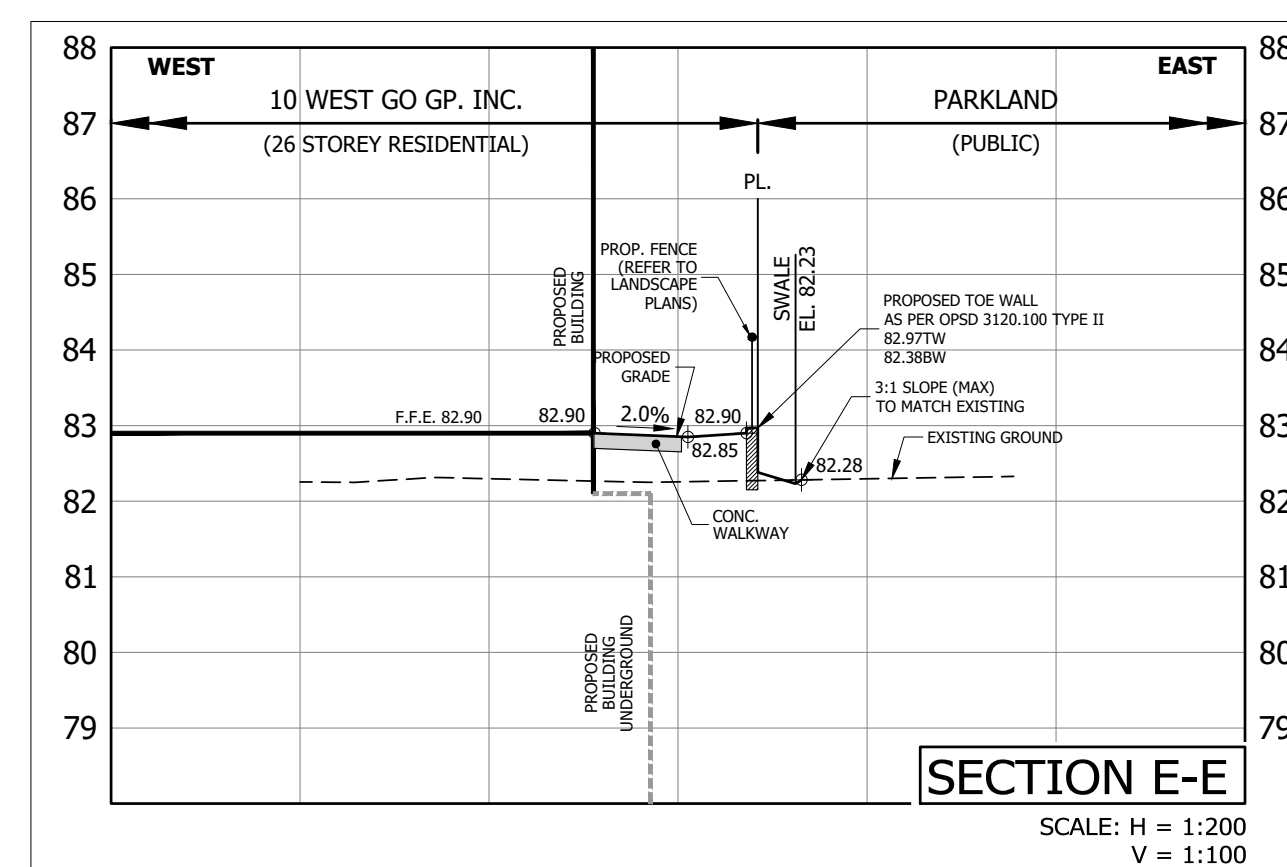 88
87
86
85
84
83
82
81
80
79
WEST
EAST
10 WEST GO GP. INC.
(26 STOREY RESIDENTIAL)
PARKLAND
(PUBLIC)
PL.
PROP. FENCE
(REFER TO
LANDSCAPE
PLANS)
PROPOSED
BUILDING
SWALE
EL. 82.23
PROPOSED TOE WALL
AS PER OPSD 3120.100 TYPE II
82.97TW
82.38BW
PROPOSED
GRADE
3:1 SLOPE (MAX)
TO MATCH EXISTING
F.F.E. 82.90
82.90
2.0%
82.90
82.85
EXISTING GROUND
82.28
CONC.
WALKWAY
PROPOSED
BUILDING
UNDERGROUND
88
87
86
85
84
83
82
81
80
79
SECTION E-E
SCALE: H = 1:200
V = 1:100